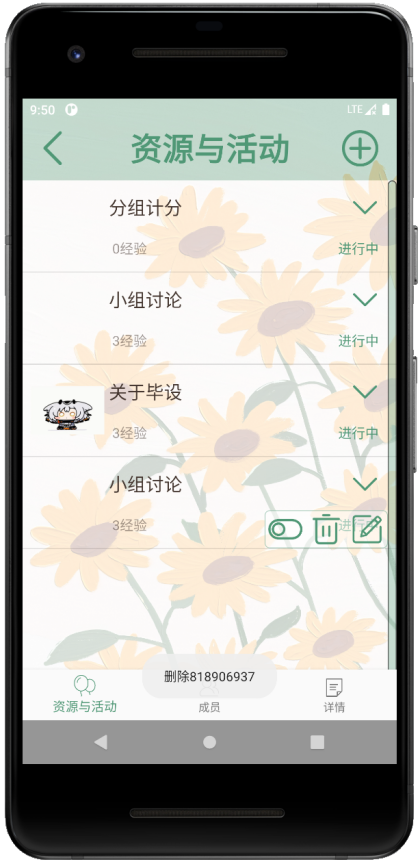 9:50 LTE
资源与活动
分组计分
0经验 进行中
小组讨论
3经验 进行中
关于毕设
3经验 进行中
小组讨论
3经验 进行中
删除818906937
资源与活动 成员 详情